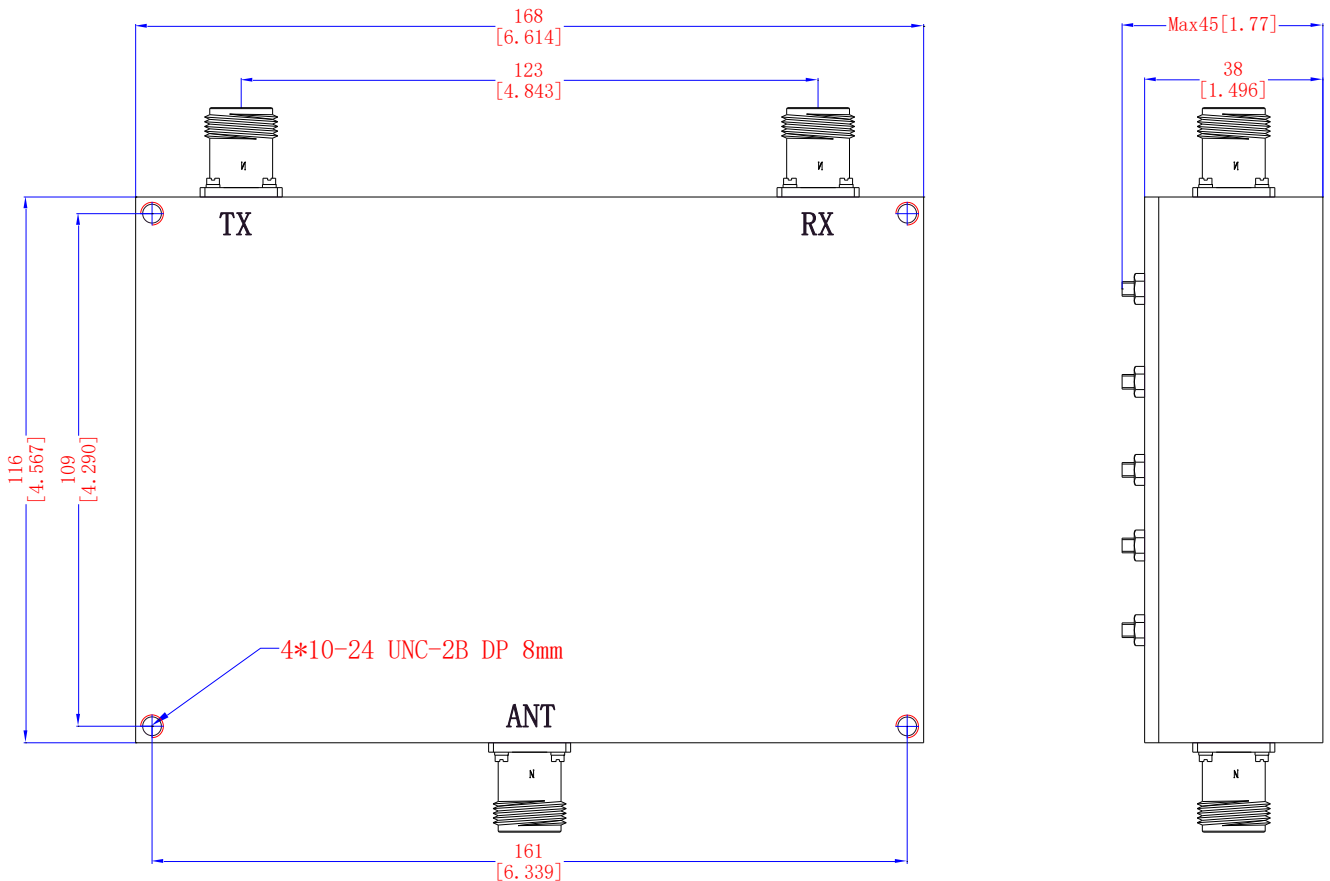 168
[6.614]
Max45[1.77]
123
[4.843]
38
[1.496]
N
N
N
TX
RX
116
[4.567]
109
[4.290]
4*10-24 UNC-2B DP 8mm
ANT
N
N
161
[6.339]